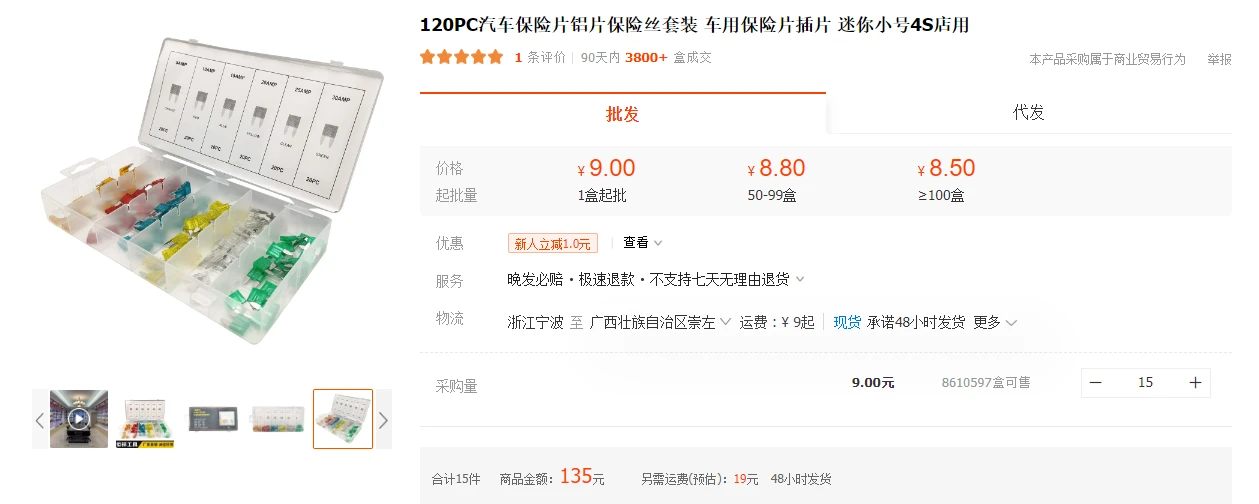 120PC汽车保险片铝片保险丝套装 车用保险片插片 迷你小号4S店用
1 条评价 90天内 3800+ 盒成交
本产品采购属于商业贸易行为 举报
批发 代发
价格 ¥ 9.00 ¥ 8.80 ¥ 8.50
起批量 1盒起批 50-99盒 ≥100盒
优惠 新人立减1.0元 查看
服务 晚发必赔·极速退款·不支持七天无理由退货
物流 浙江宁波 至 广西壮族自治区崇左 运费：¥ 9起 现货 承诺48小时发货 更多
采购量 9.00元 8610597盒可售 — 15 +
合计15件 商品金额：135元 另需运费(预估)：19元 48小时发货
5AMP 10AMP 15AMP 20AMP 25AMP 30AMP
20PC 20PC 20PC 20PC 20PC 20PC